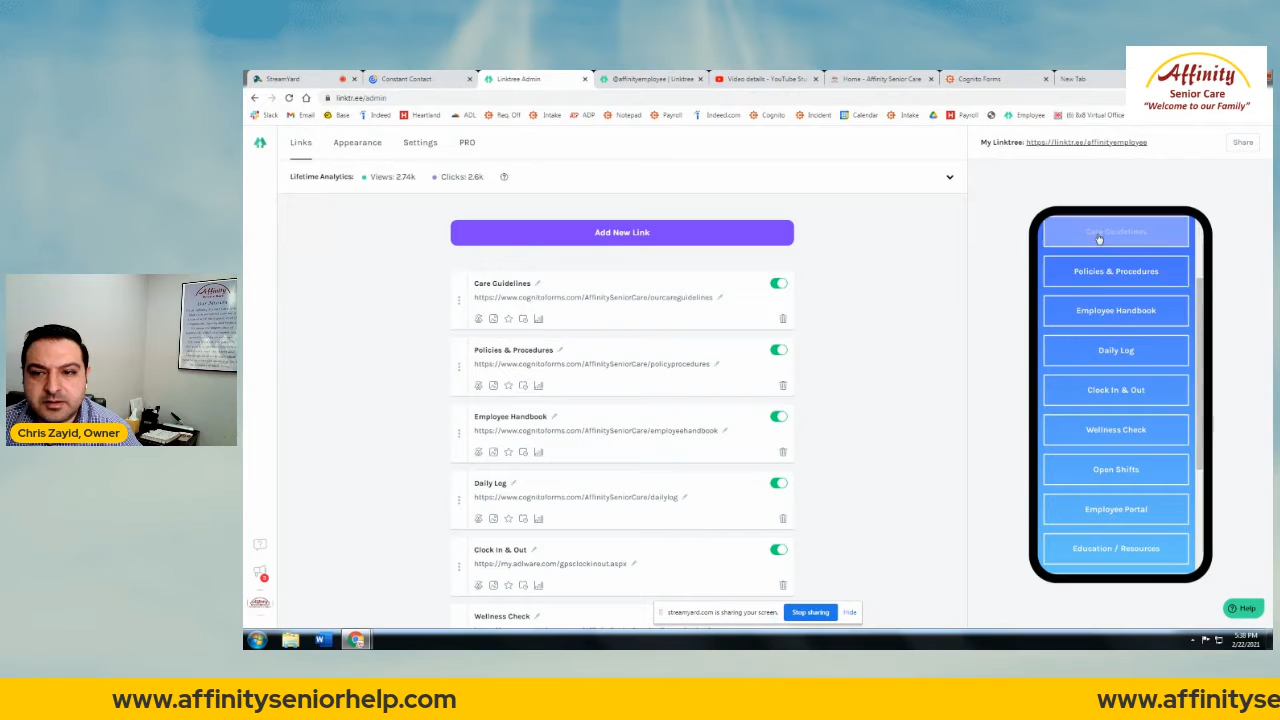 Affinity
Senior Care
"Welcome to our Family"
StreamYard
Constant Contact
Linktree Admin
@affinityemployee | Linktree
Video details - YouTube Stu
Home - Affinity Senior Care
Cognito Forms
New Tab
linktr.ee/admin
Slack Email Base Indeed Heartland ADL Req. Off Intake ADP Notepad Payroll Indeed.com Cognito Incident Calendar Intake Payroll Employee (6) 8x8 Virtual Office
Links Appearance Settings PRO
My Linktree: https://linktr.ee/affinityemployee
Share
Lifetime Analytics: Views: 2.74k Clicks: 2.6k
Add New Link
Care Guidelines
https://www.cognitoforms.com/AffinitySeniorCare/ourcareguidelines
Policies & Procedures
https://www.cognitoforms.com/AffinitySeniorCare/policyprocedures
Employee Handbook
https://www.cognitoforms.com/AffinitySeniorCare/employeehandbook
Daily Log
https://www.cognitoforms.com/AffinitySeniorCare/dailylog
Clock In & Out
https://my.adlware.com/gpsclockinout.aspx
Wellness Check
Care Guidelines
Policies & Procedures
Employee Handbook
Daily Log
Clock In & Out
Wellness Check
Open Shifts
Employee Portal
Education / Resources
Help
streamyard.com is sharing your screen.
Stop sharing
Hide
5:38 PM
2/22/2021
Affinity
Chris Zayid, Owner
www.affinityseniorhelp.com
www.affinityse